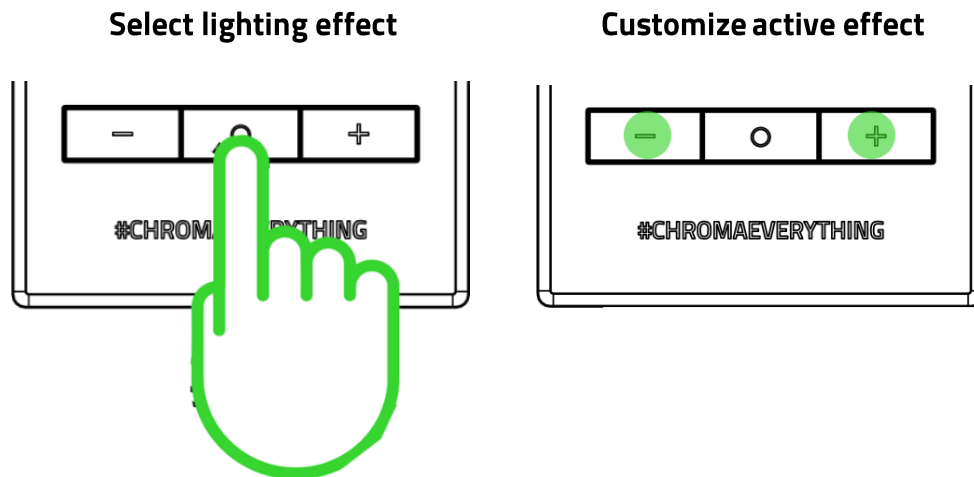 Select lighting effect
Customize active effect
− ○ +
− ○ +
#CHROMAEVERYTHING